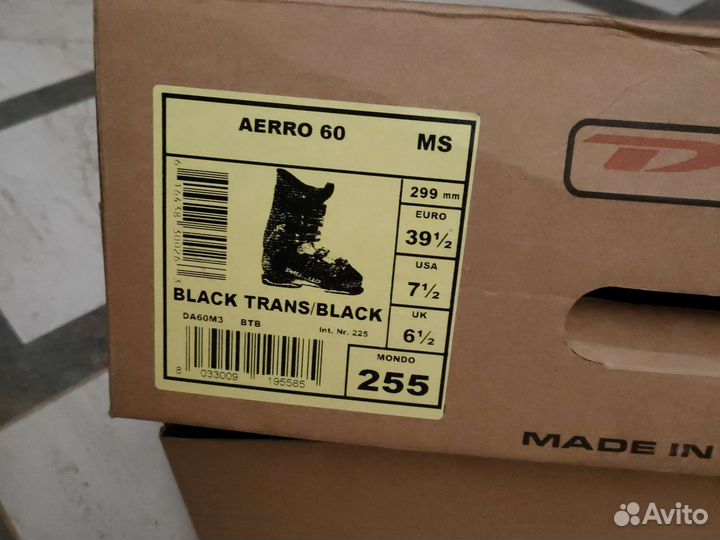 AERRO 60
MS
299 mm
EURO
39½
USA
7½
UK
6½
MONDO
255
BLACK TRANS/BLACK
DA60M3 BTB
Int. Nr. 225
8 033009 195585
MADE IN
Avito